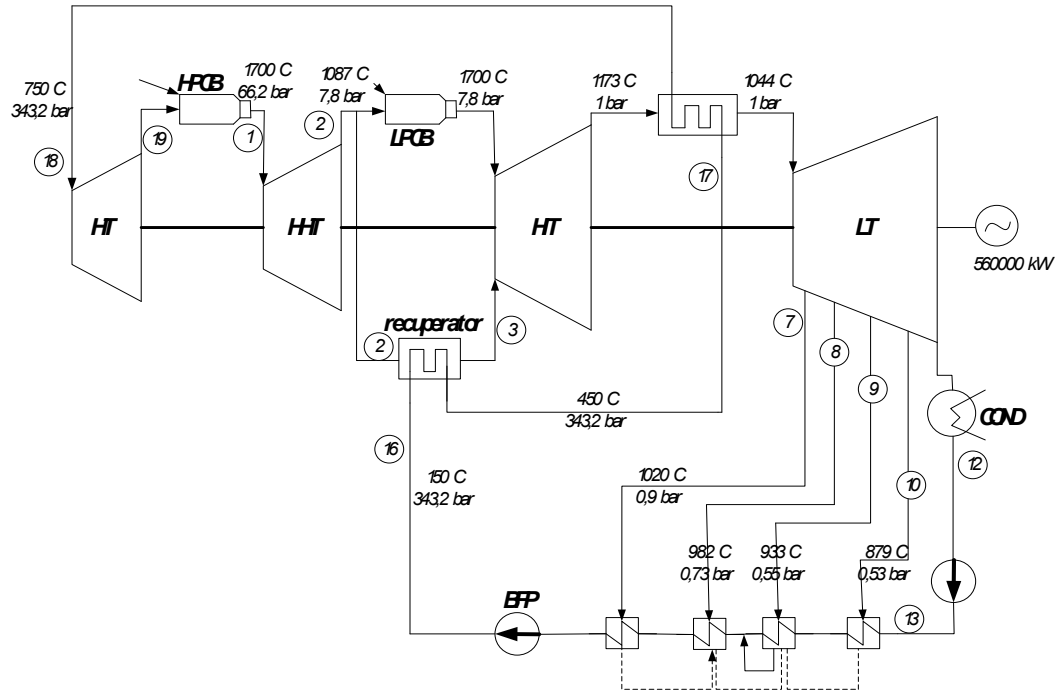 750 C
343,2 bar
HPCB
1700 C
66,2 bar
1087 C
7,8 bar
LPCB
1700 C
7,8 bar
1173 C
1 bar
1044 C
1 bar
18
19
1
2
17
HT
HHT
HT
LT
560000 kW
recuperator
2
3
7
8
9
10
COND
12
450 C
343,2 bar
16
150 C
343,2 bar
1020 C
0,9 bar
982 C
0,73 bar
933 C
0,55 bar
879 C
0,53 bar
BFP
13